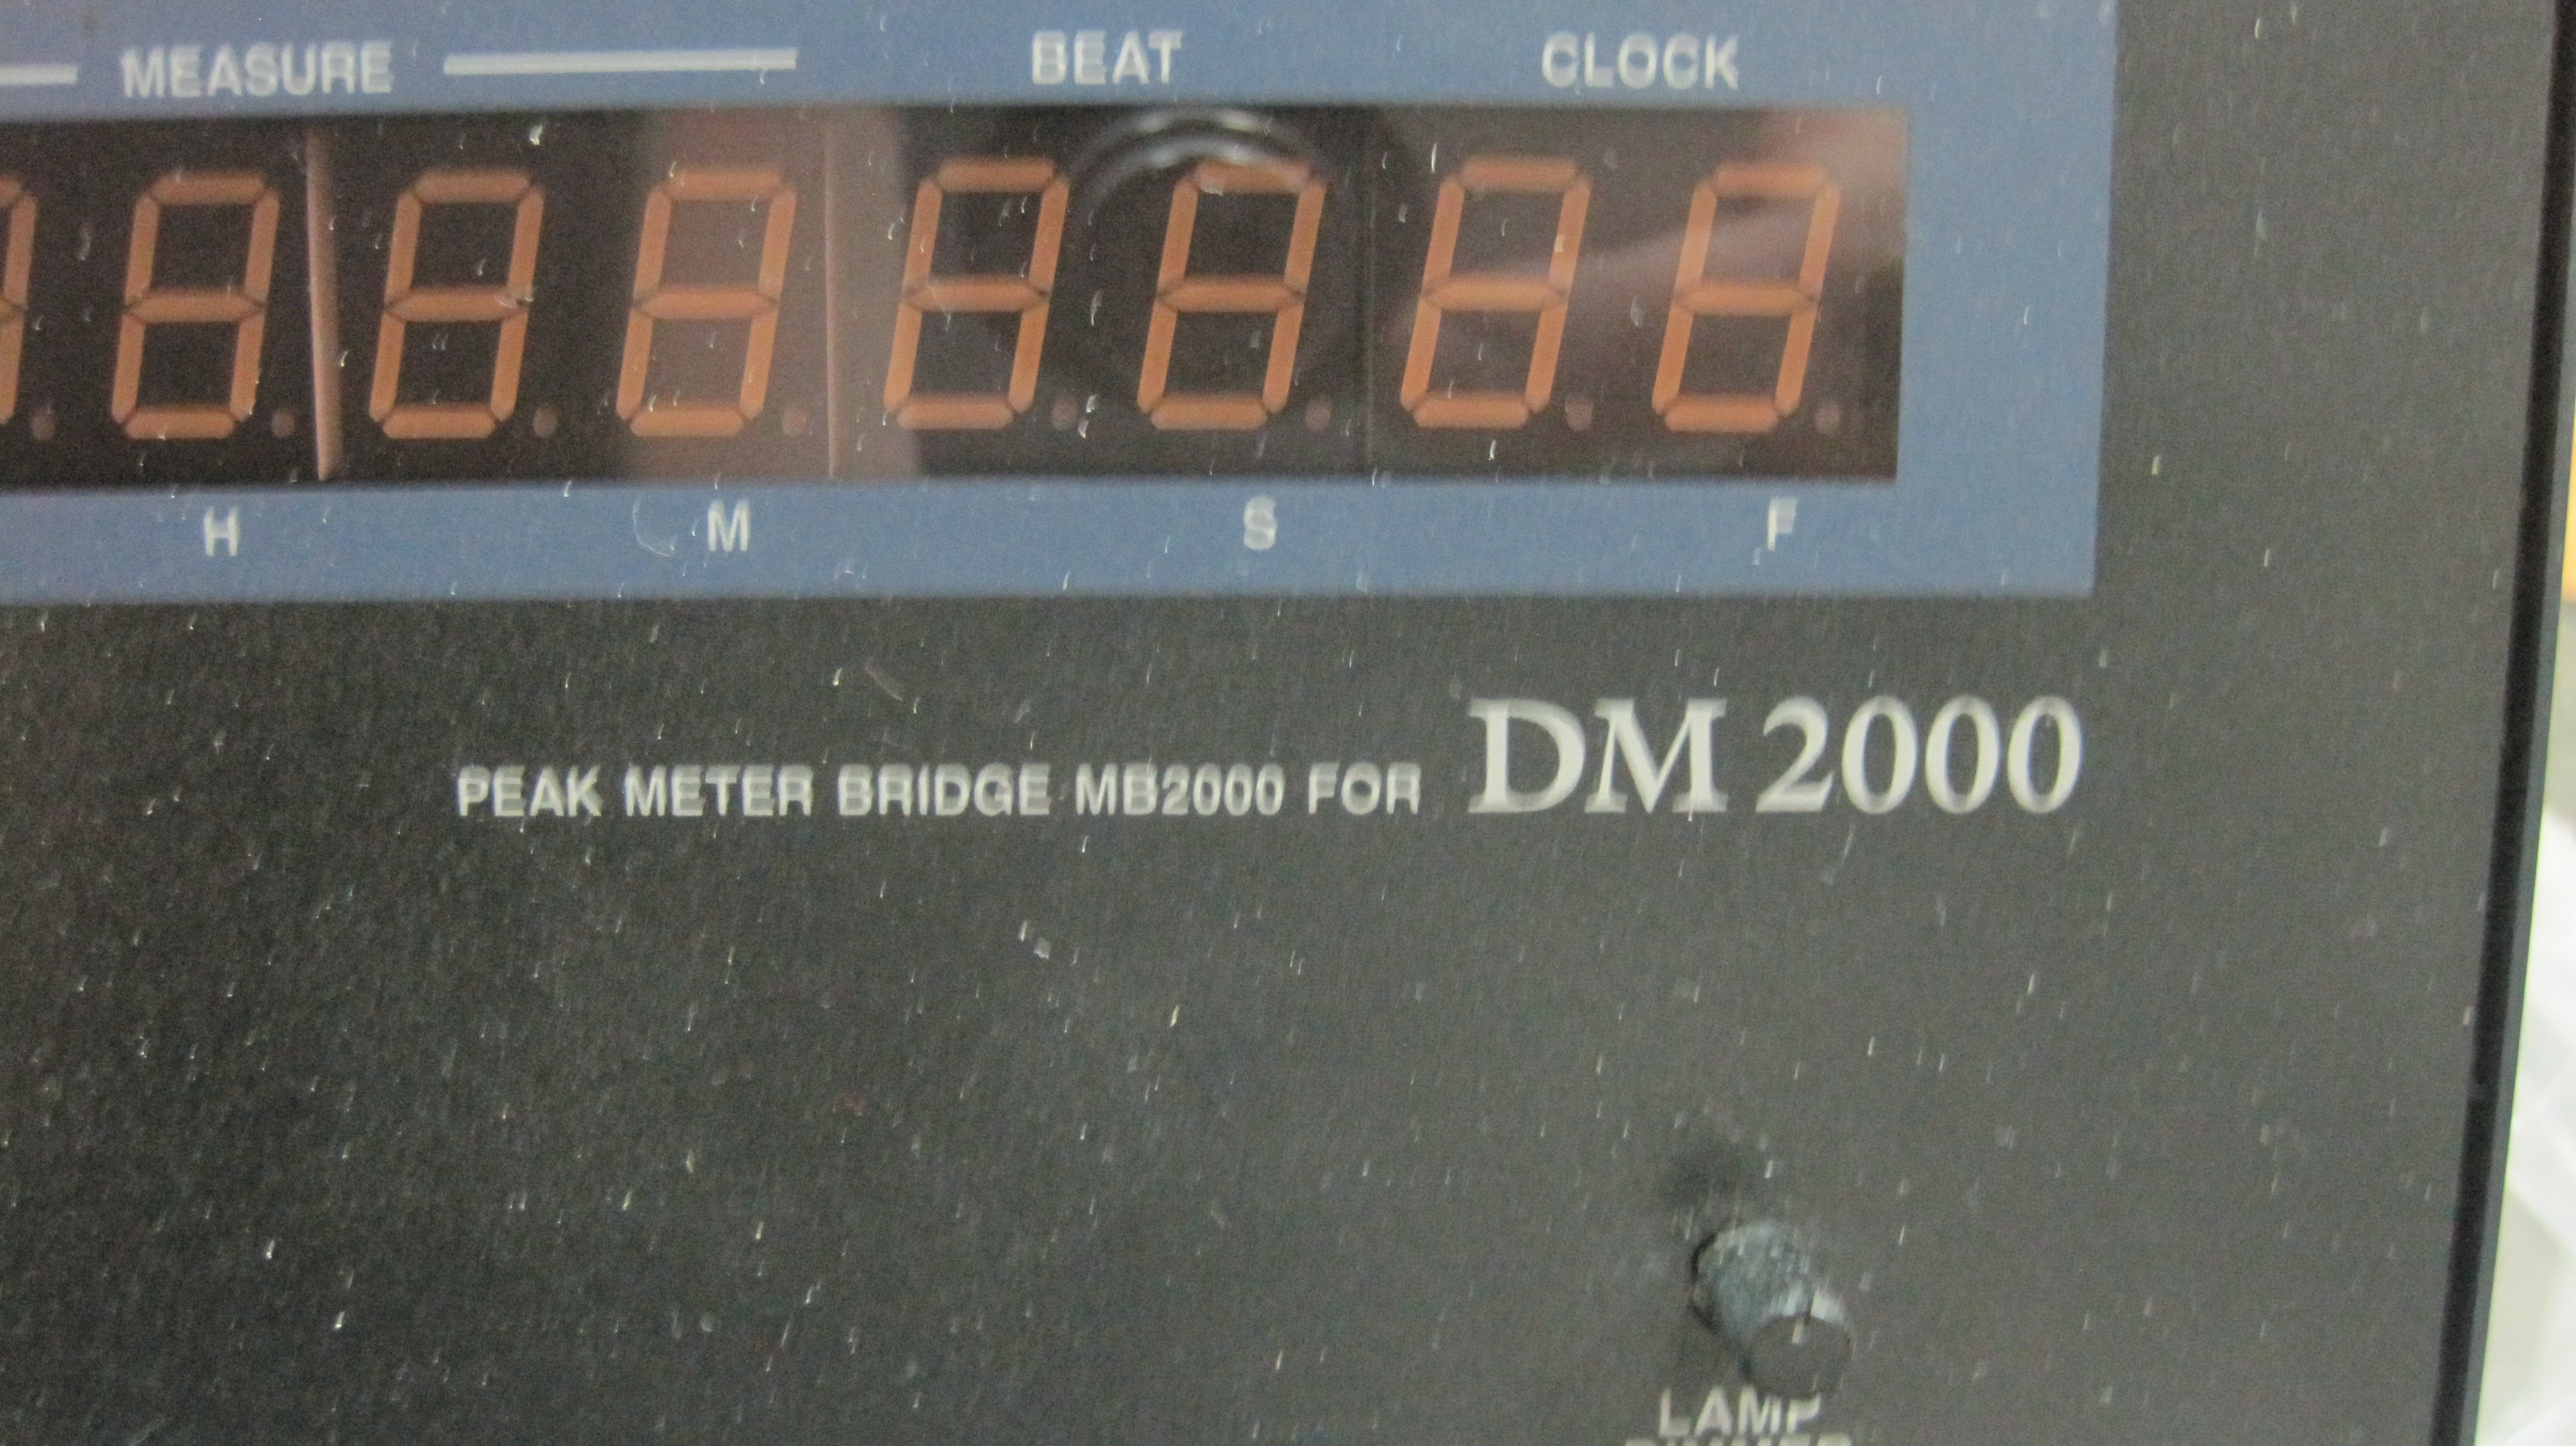 MEASURE BEAT CLOCK
H M S F
PEAK METER BRIDGE MB2000 FOR DM 2000
LAMP